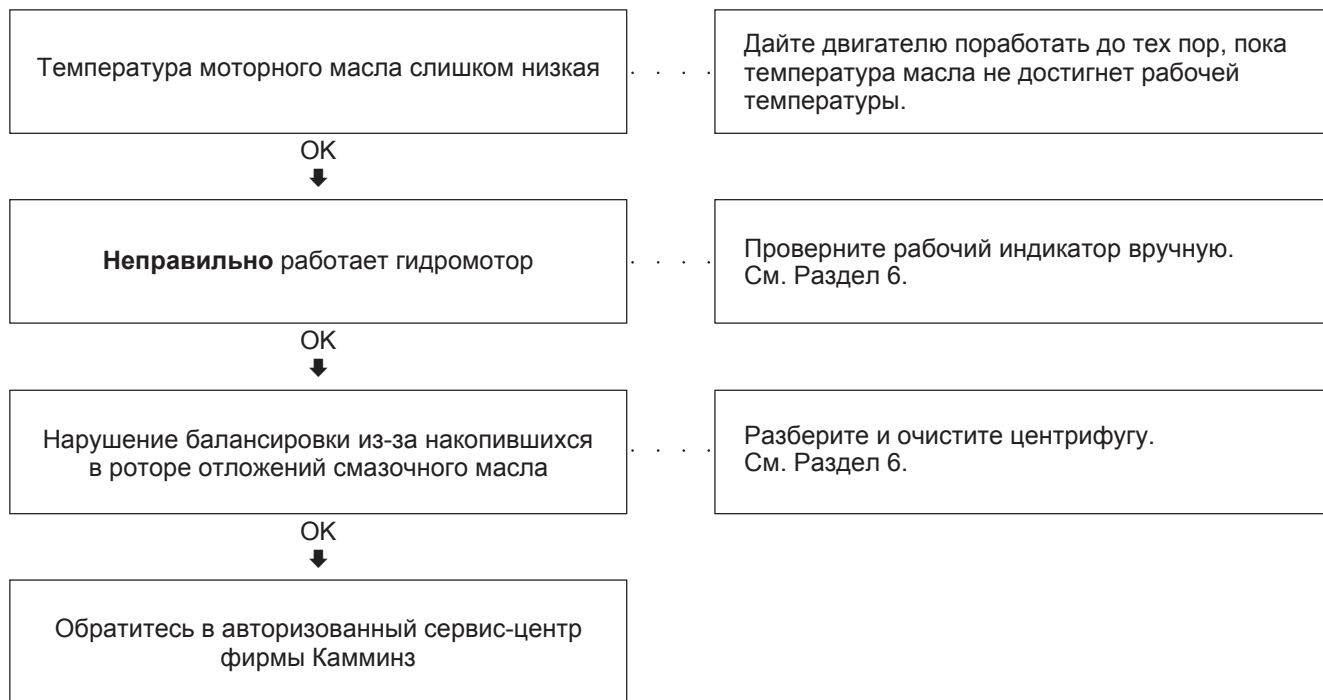 Температура моторного масла слишком низкая
Дайте двигателю поработать до тех пор, пока
температура масла не достигнет рабочей
температуры.
OK
Неправильно работает гидромотор
Проверните рабочий индикатор вручную.
См. Раздел 6.
OK
Нарушение балансировки из-за накопившихся
в роторе отложений смазочного масла
Разберите и очистите центрифугу.
См. Раздел 6.
OK
Обратитесь в авторизованный сервис-центр
фирмы Камминз